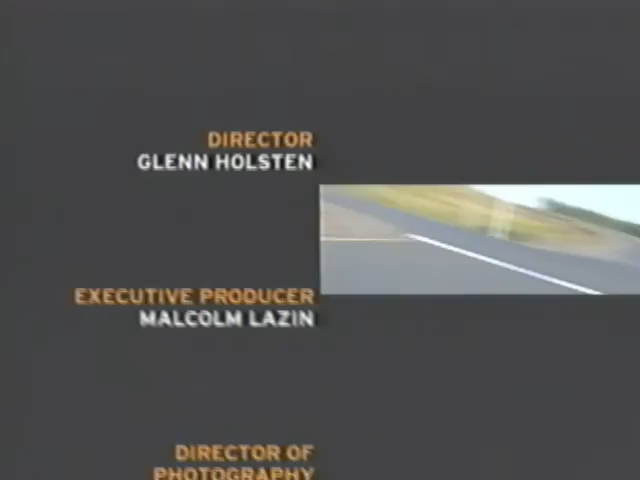 DIRECTOR
GLENN HOLSTEN
EXECUTIVE PRODUCER
MALCOLM LAZIN
DIRECTOR OF
PHOTOGRAPHY